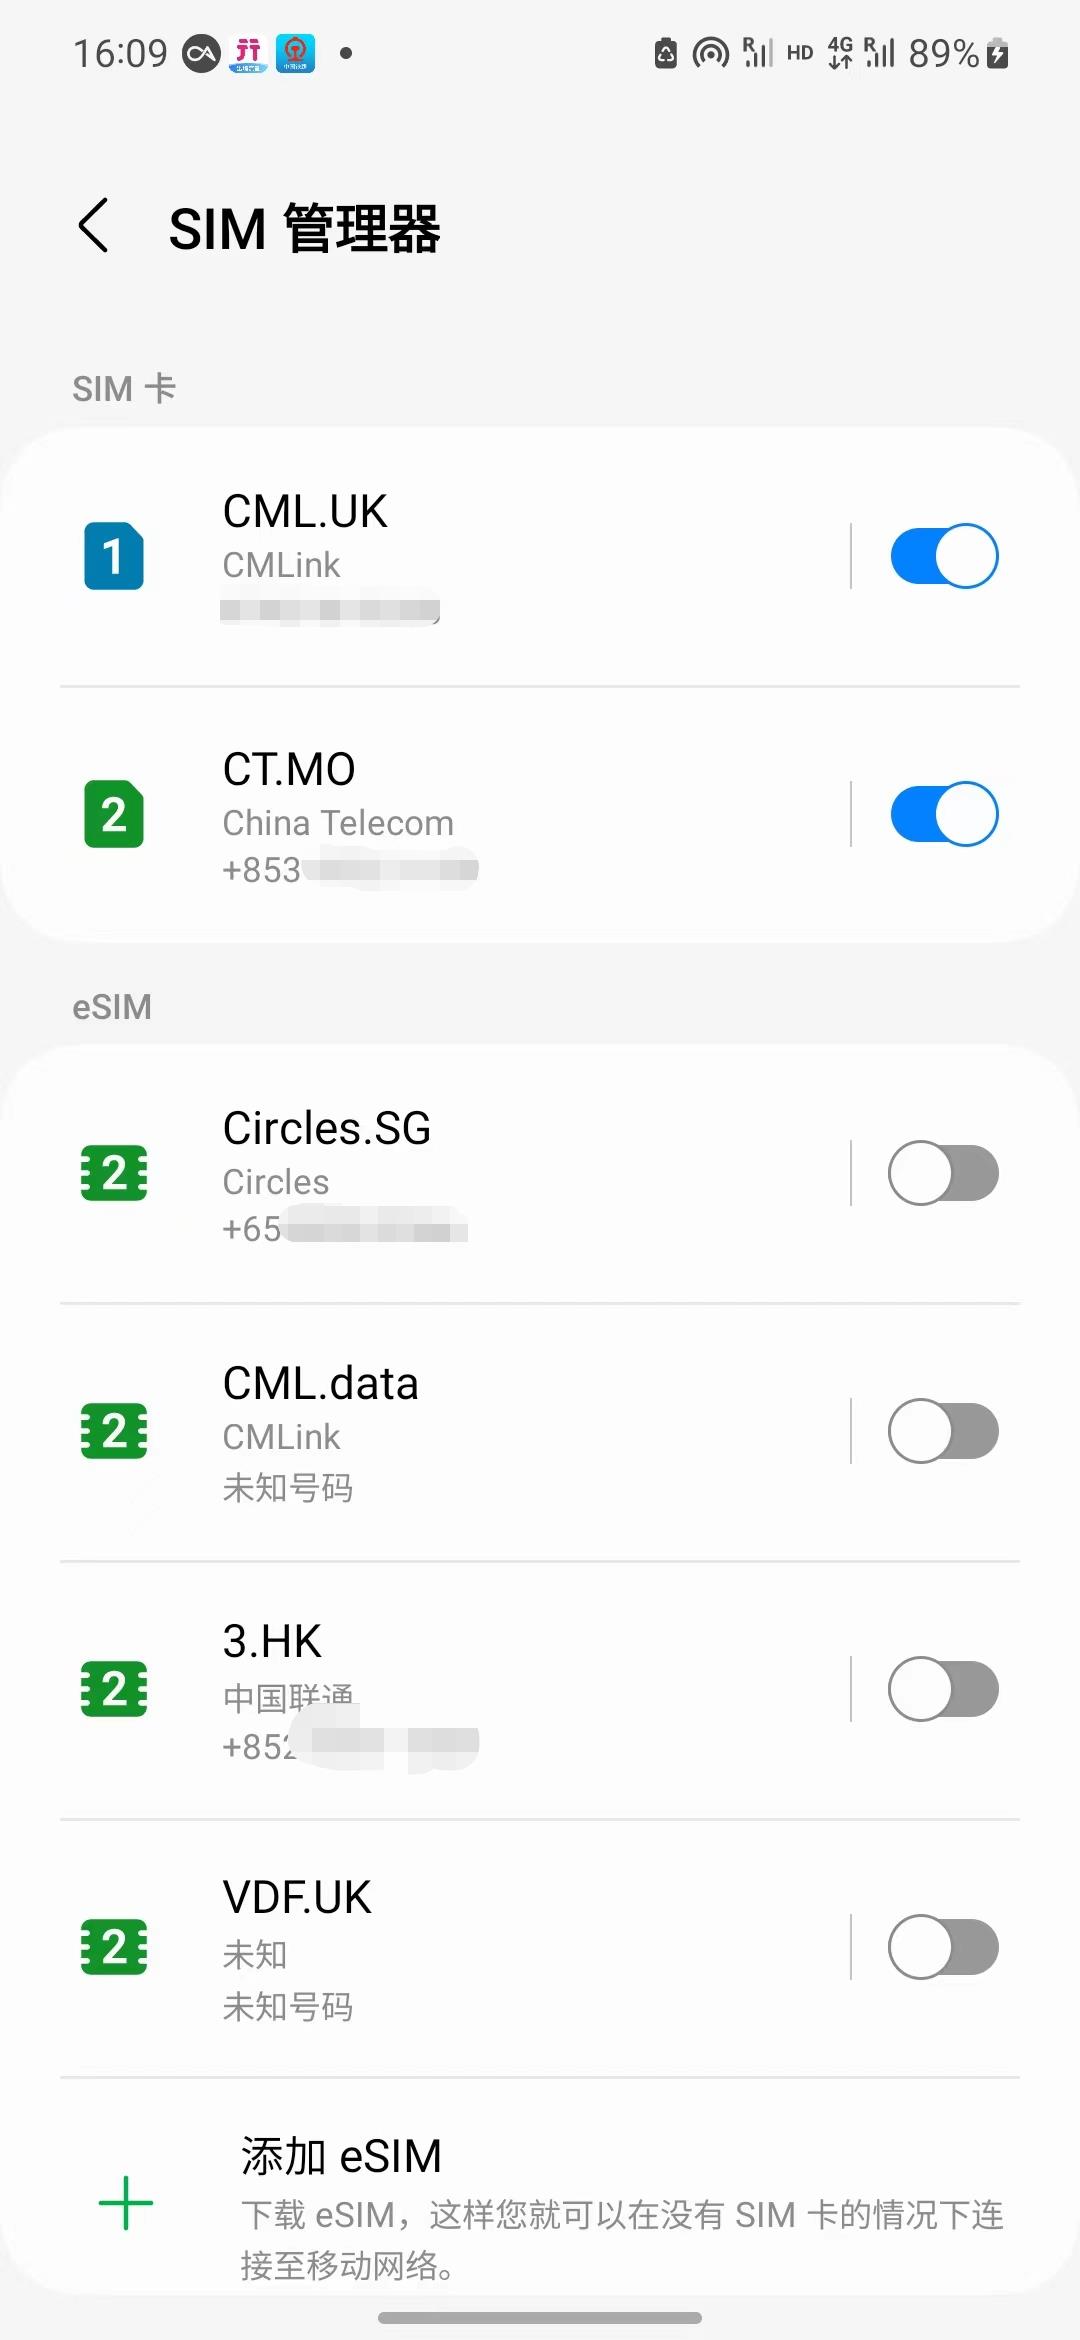 16:09
R HD 4G R 89%
SIM 管理器
SIM 卡
1
CML.UK
CMLink
2
CT.MO
China Telecom
+853
eSIM
2
Circles.SG
Circles
+65
2
CML.data
CMLink
未知号码
2
3.HK
中国联通
+852
2
VDF.UK
未知
未知号码
添加 eSIM
下载 eSIM，这样您就可以在没有 SIM 卡的情况下连
接至移动网络。